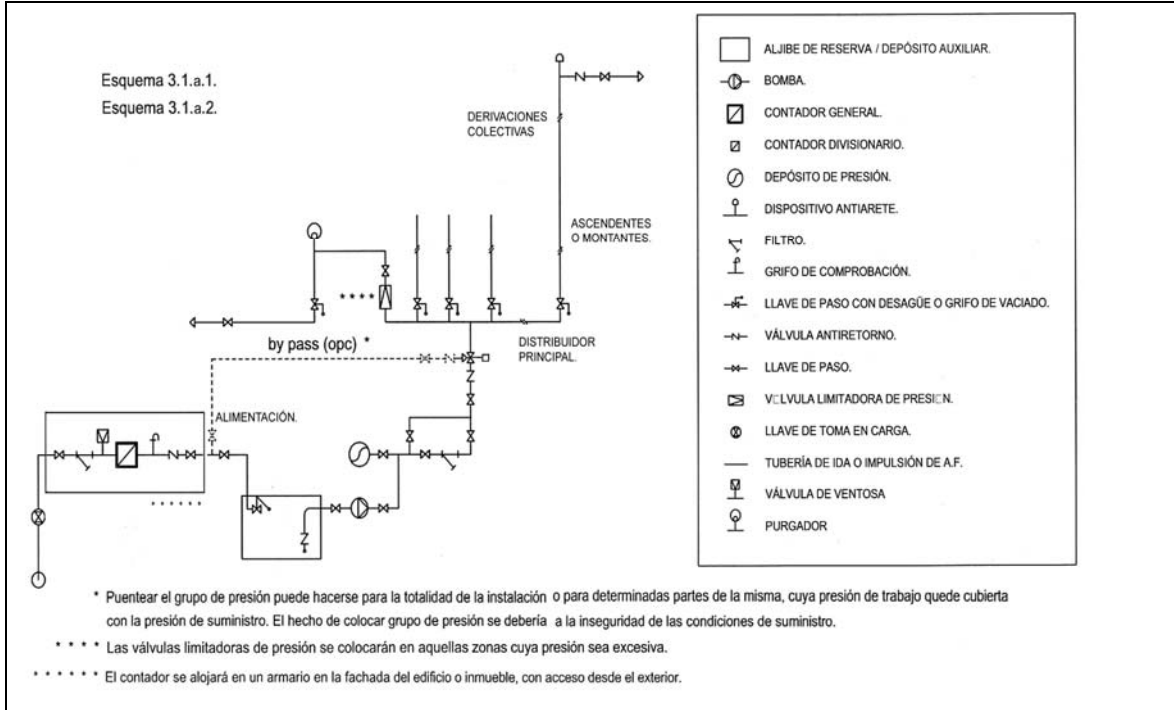 Esquema 3.1.a.1.
Esquema 3.1.a.2.
DERIVACIONES
COLECTIVAS
ASCENDENTES
O MONTANTES.
* * * *
by pass (opc) *
DISTRIBUIDOR
PRINCIPAL.
ALIMENTACIÓN.
* * * * * *
ALJIBE DE RESERVA / DEPÓSITO AUXILIAR.
BOMBA.
CONTADOR GENERAL.
CONTADOR DIVISIONARIO.
DEPÓSITO DE PRESIÓN.
DISPOSITIVO ANTIARETE.
FILTRO.
GRIFO DE COMPROBACIÓN.
LLAVE DE PASO CON DESAGÜE O GRIFO DE VACIADO.
VÁLVULA ANTIRETORNO.
LLAVE DE PASO.
V□LVULA LIMITADORA DE PRESI□N.
LLAVE DE TOMA EN CARGA.
TUBERÍA DE IDA O IMPULSIÓN DE A.F.
VÁLVULA DE VENTOSA
PURGADOR
* Puentear el grupo de presión puede hacerse para la totalidad de la instalación o para determinadas partes de la misma, cuya presión de trabajo quede cubierta
con la presión de suministro. El hecho de colocar grupo de presión se debería a la inseguridad de las condiciones de suministro.
* * * * Las válvulas limitadoras de presión se colocarán en aquellas zonas cuya presión sea excesiva.
* * * * * * El contador se alojará en un armario en la fachada del edificio o inmueble, con acceso desde el exterior.